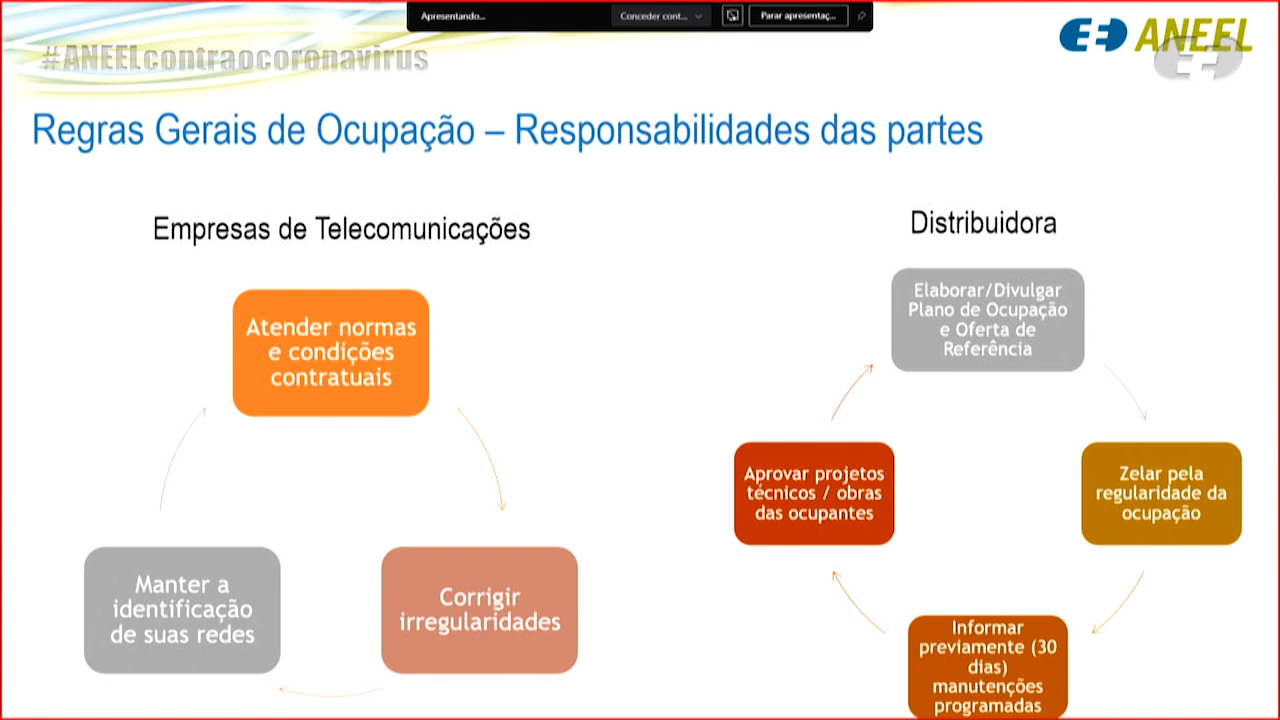 Apresentando...
Conceder cont...
Parar apresentaç...
#ANEELcontraocoronavirus
ANEEL
Regras Gerais de Ocupação – Responsabilidades das partes
Empresas de Telecomunicações
Atender normas
e condições
contratuais
Corrigir
irregularidades
Manter a
identificação
de suas redes
Distribuidora
Elaborar/Divulgar
Plano de Ocupação
e Oferta de
Referência
Zelar pela
regularidade da
ocupação
Informar
previamente (30
dias)
manutenções
programadas
Aprovar projetos
técnicos / obras
das ocupantes